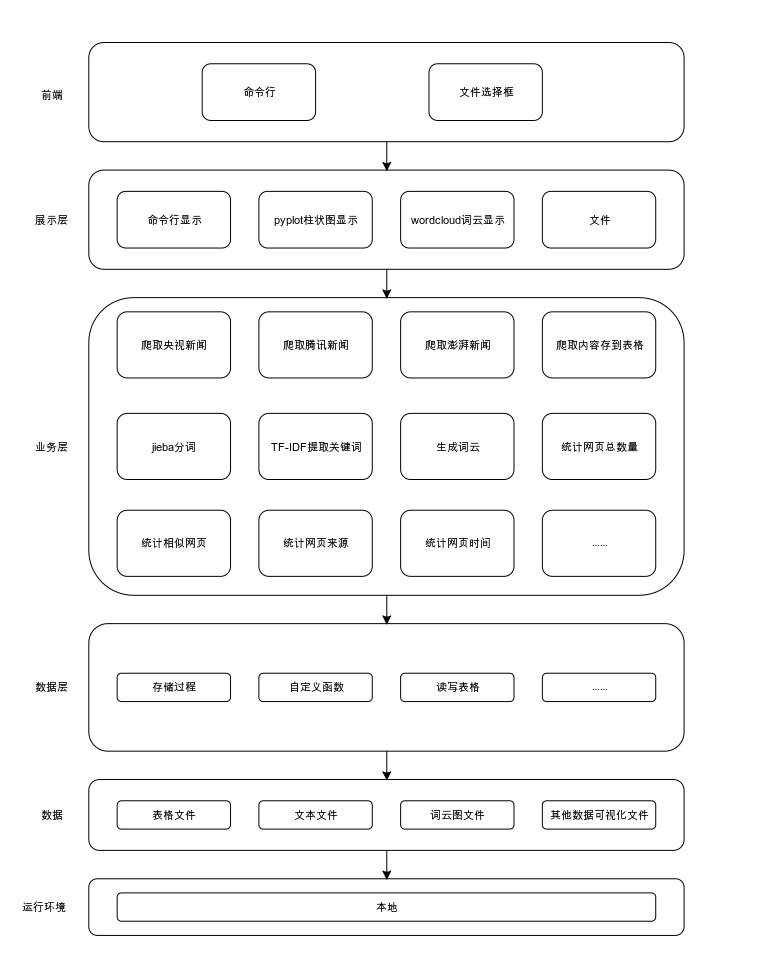 前端
命令行
文件选择框
展示层
命令行显示
pyplot柱状图显示
wordcloud词云显示
文件
爬取央视新闻
爬取腾讯新闻
爬取澎湃新闻
爬取内容存到表格
业务层
jieba分词
TF-IDF提取关键词
生成词云
统计网页总数量
统计相似网页
统计网页来源
统计网页时间
......
数据层
存储过程
自定义函数
读写表格
......
数据
表格文件
文本文件
词云图文件
其他数据可视化文件
运行环境
本地